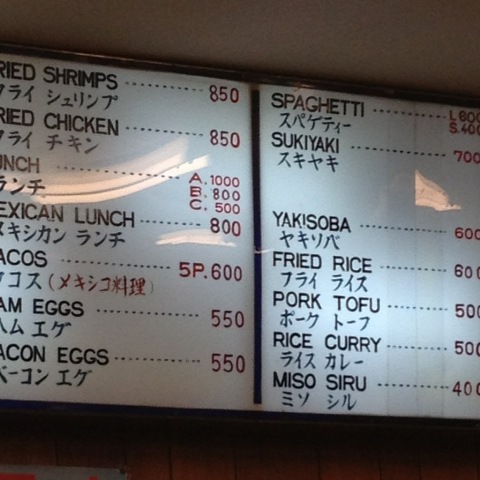 RIED SHRIMPS 850
フライ シュリンプ
RIED CHICKEN 850
フライ チキン
UNCH A.1000
ランチ B.800
C.500
EXICAN LUNCH 800
メキシカン ランチ
ACOS 5P.600
タコス(メキシコ料理)
AM EGGS 550
ハム エグ
ACON EGGS 550
ベーコン エグ
SPAGHETTI L.800
スパゲティー S.400
SUKIYAKI 700
スキヤキ
YAKISOBA 600
ヤキソバ
FRIED RICE 600
フライ ライス
PORK TOFU 500
ポーク トーフ
RICE CURRY 500
ライス カレー
MISO SIRU 400
ミソ シル